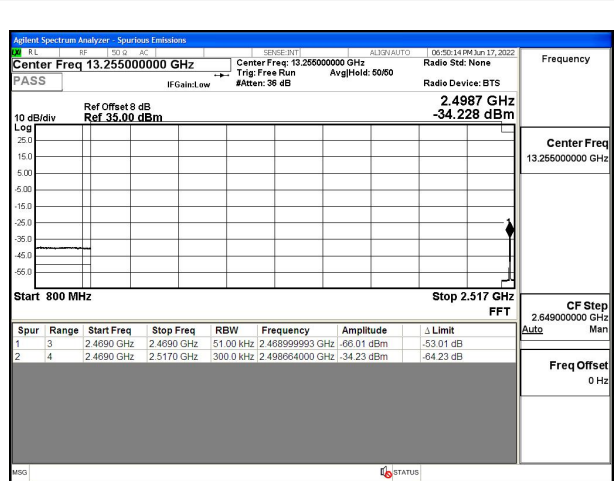 Agilent Spectrum Analyzer - Spurious Emissions
LXI RL RF 50 Ω AC SENSE:INT ALIGN AUTO 06:50:14 PM Jun 17, 2022
Center Freq 13.255000000 GHz Center Freq: 13.255000000 GHz Radio Std: None
Trig: Free Run Avg|Hold: 50/50
PASS IFGain:Low #Atten: 36 dB Radio Device: BTS
Ref Offset 8 dB 2.4987 GHz
10 dB/div Ref 35.00 dBm -34.228 dBm
Log
25.0
15.0
5.00
-5.00
-15.0
-25.0
-35.0
-45.0
-55.0
Start 800 MHz Stop 2.517 GHz
FFT
Spur Range Start Freq Stop Freq RBW Frequency Amplitude Δ Limit
1 3 2.4690 GHz 2.4690 GHz 51.00 kHz 2.468999993 GHz -66.01 dBm -53.01 dB
2 4 2.4690 GHz 2.5170 GHz 300.0 kHz 2.498664000 GHz -34.23 dBm -64.23 dB
MSG STATUS
Frequency
Center Freq
13.255000000 GHz
CF Step
2.649000000 GHz
Auto Man
Freq Offset
0 Hz